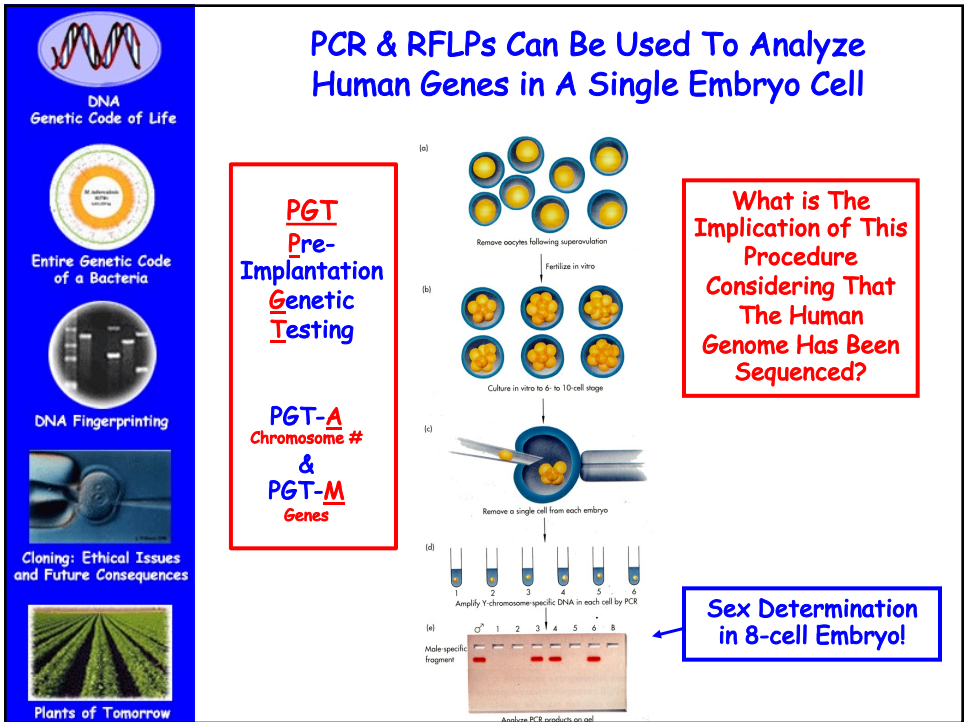 PCR & RFLPs Can Be Used To Analyze
Human Genes in A Single Embryo Cell
DNA
Genetic Code of Life
Entire Genetic Code
of a Bacteria
DNA Fingerprinting
Cloning: Ethical Issues
and Future Consequences
Plants of Tomorrow
PGT
Pre-
Implantation
Genetic
Testing
PGT-A
Chromosome #
&
PGT-M
Genes
(a)
Remove oocytes following superovulation
Fertilize in vitro
(b)
Culture in vitro to 6- to 10-cell stage
(c)
Remove a single cell from each embryo
(d)
1 2 3 4 5 6
Amplify Y-chromosome-specific DNA in each cell by PCR
(e) ♂ 1 2 3 4 5 6 B
Male-specific
fragment
Analyze PCR products on gel
What is The
Implication of This
Procedure
Considering That
The Human
Genome Has Been
Sequenced?
Sex Determination
in 8-cell Embryo!